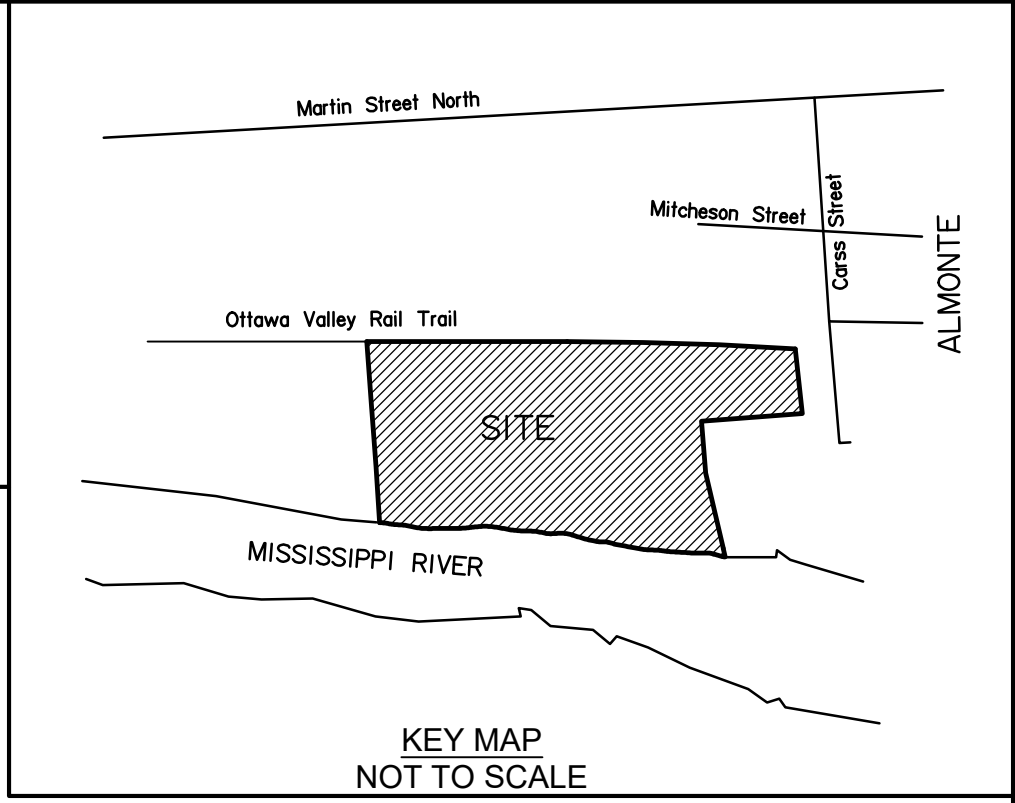 Martin Street North
Mitcheson Street
Carss Street
ALMONTE
Ottawa Valley Rail Trail
SITE
MISSISSIPPI RIVER
KEY MAP
NOT TO SCALE